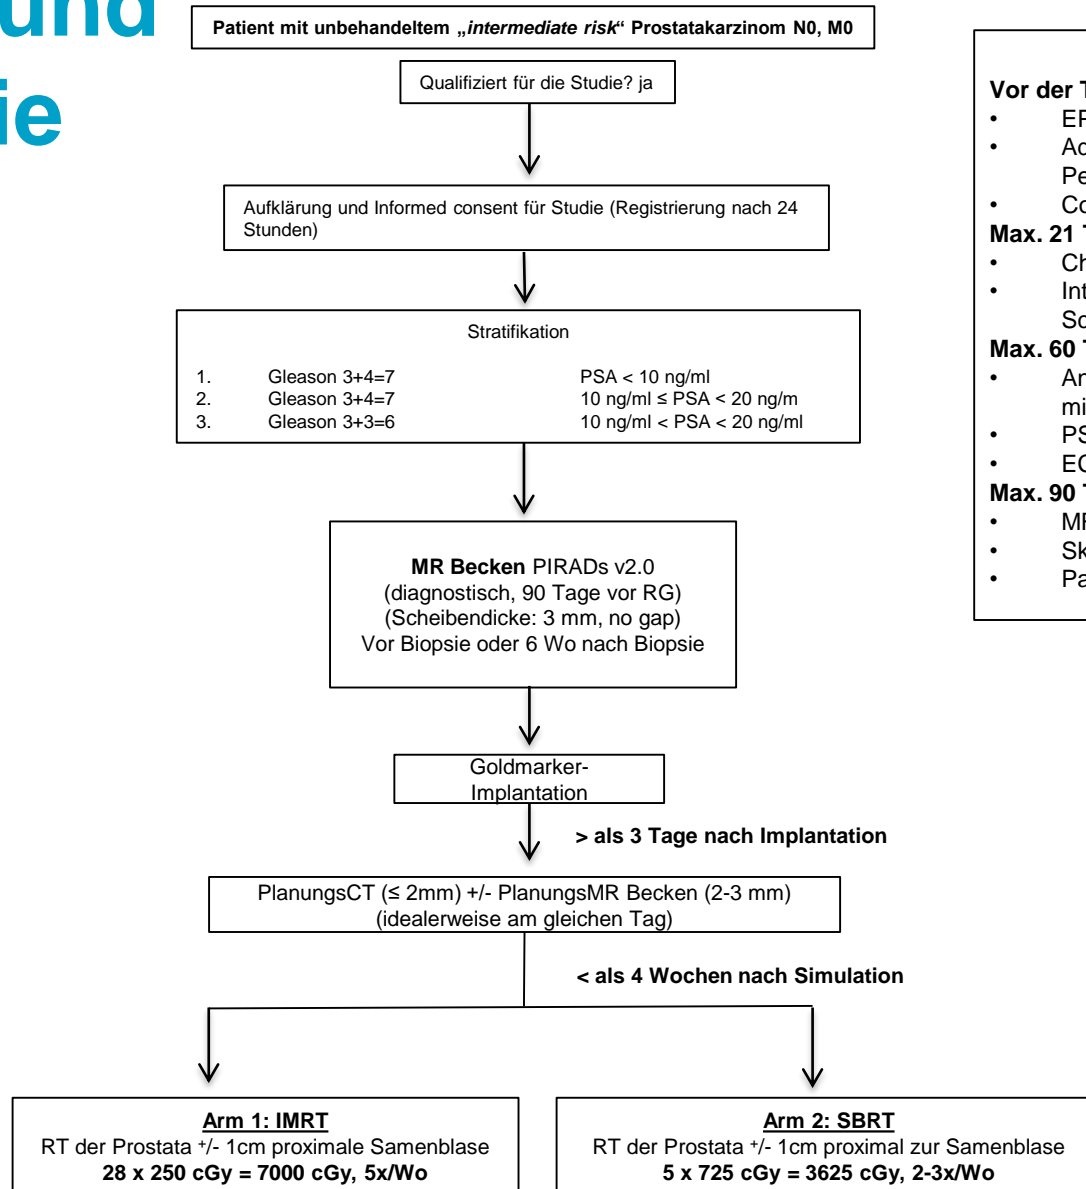 und
ie
Patient mit unbehandeltem „intermediate risk“ Prostatakarzinom N0, M0
Qualifiziert für die Studie? ja
Aufklärung und Informed consent für Studie (Registrierung nach 24
Stunden)
Stratifikation
1. Gleason 3+4=7 PSA < 10 ng/ml
2. Gleason 3+4=7 10 ng/ml ≤ PSA < 20 ng/m
3. Gleason 3+3=6 10 ng/ml < PSA < 20 ng/ml
MR Becken PIRADs v2.0
(diagnostisch, 90 Tage vor RG)
(Scheibendicke: 3 mm, no gap)
Vor Biopsie oder 6 Wo nach Biopsie
Goldmarker-
Implantation
> als 3 Tage nach Implantation
PlanungsCT (≤ 2mm) +/- PlanungsMR Becken (2-3 mm)
(idealerweise am gleichen Tag)
< als 4 Wochen nach Simulation
Arm 1: IMRT
RT der Prostata +/- 1cm proximale Samenblase
28 x 250 cGy = 7000 cGy, 5x/Wo
Arm 2: SBRT
RT der Prostata +/- 1cm proximal zur Samenblase
5 x 725 cGy = 3625 cGy, 2-3x/Wo
Vor der
Max. 21
Max. 60
Max. 90